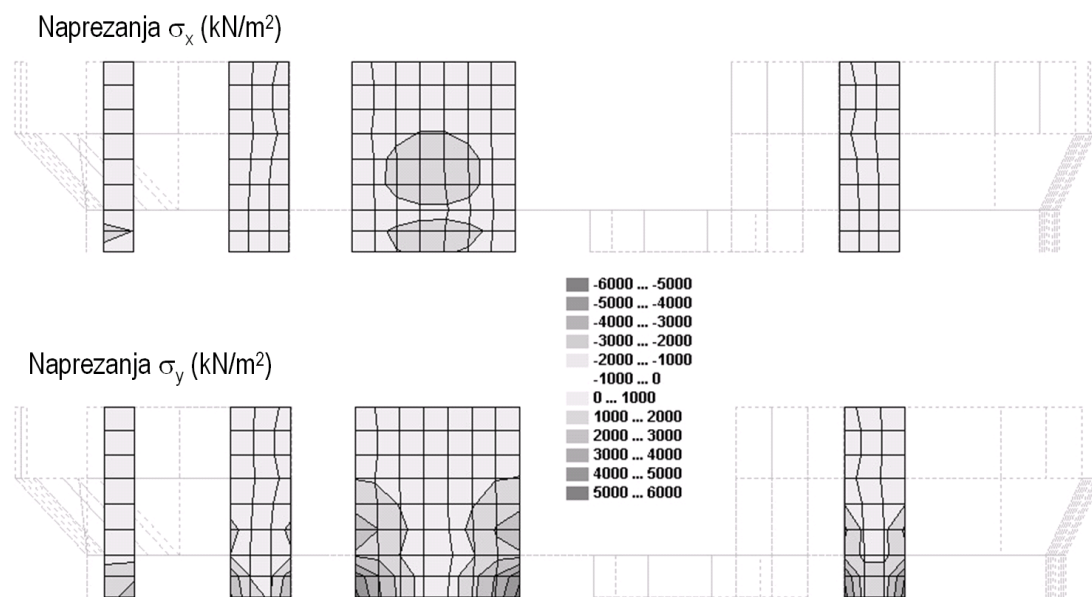 Naprezanja σx (kN/m²)
-6000 ... -5000
-5000 ... -4000
-4000 ... -3000
-3000 ... -2000
-2000 ... -1000
-1000 ... 0
0 ... 1000
1000 ... 2000
2000 ... 3000
3000 ... 4000
4000 ... 5000
5000 ... 6000
Naprezanja σy (kN/m²)